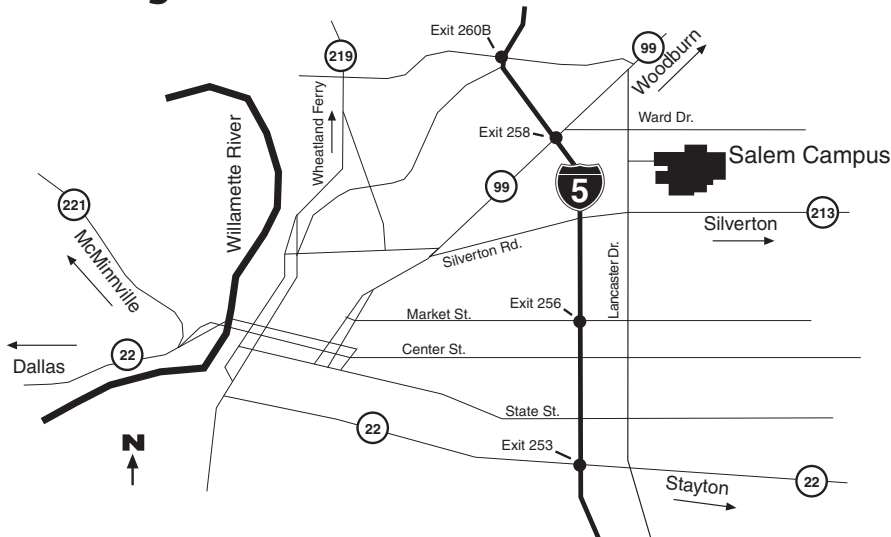 Exit 260B
99
Woodburn
219
Wheatland Ferry
Ward Dr.
Exit 258
Willamette River
Salem Campus
5
99
221
213
Silverton
McMinnville
Silverton Rd.
Lancaster Dr.
Exit 256
Market St.
22
Center St.
Dallas
State St.
22
N
Exit 253
Stayton
22